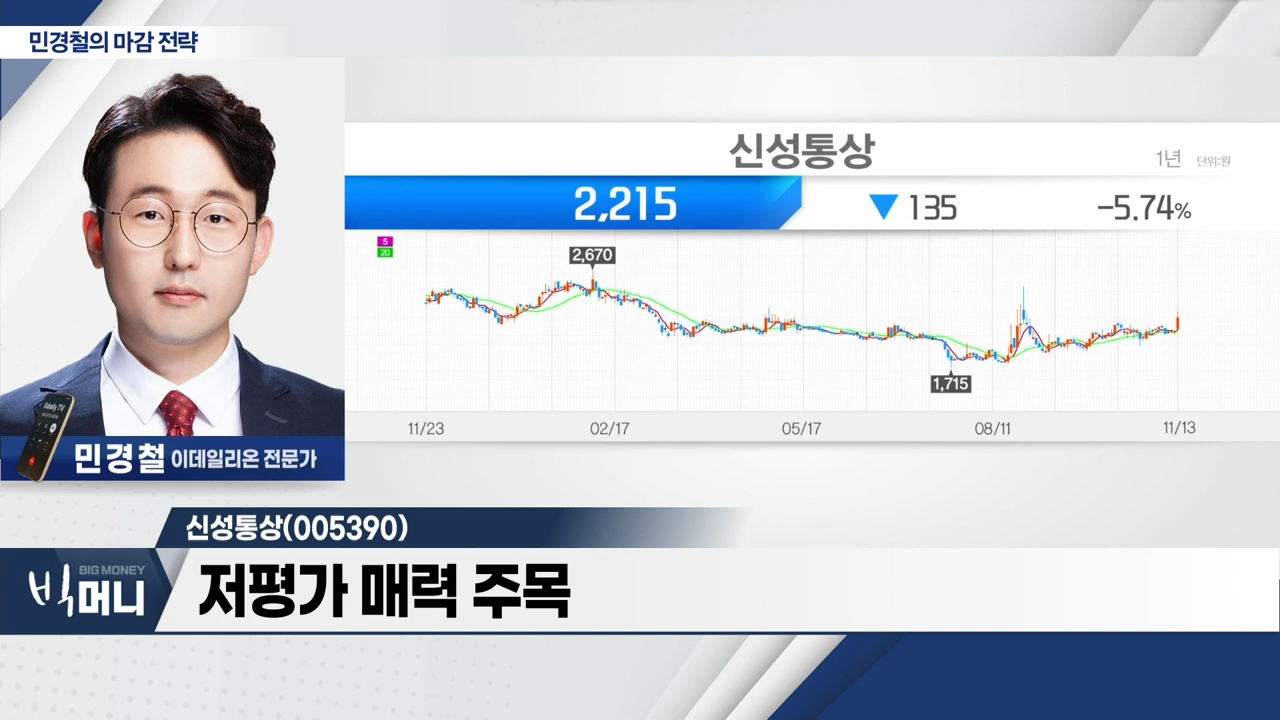 민경철의 마감 전략
신성통상
1년 단위:원
2,215
▼ 135
-5.74%
5
20
2,670
1,715
11/23 02/17 05/17 08/11 11/13
Edaily TV
민경철 이데일리온 전문가
신성통상(005390)
BIG MONEY
빅머니
저평가 매력 주목